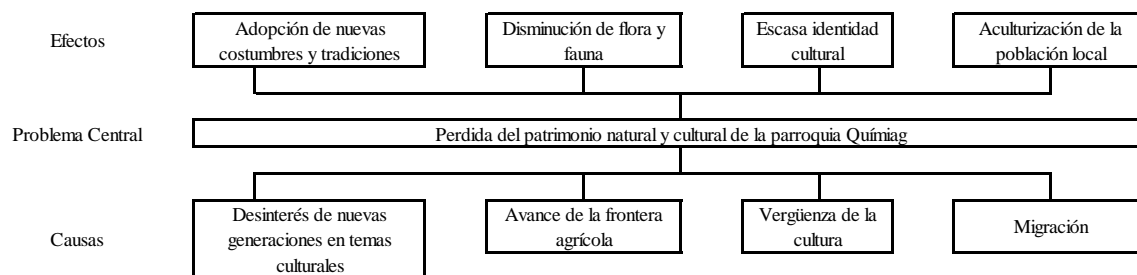 Efectos
Adopción de nuevas
costumbres y tradiciones
Disminución de flora y
fauna
Escasa identidad
cultural
Aculturización de la
población local
Problema Central
Perdida del patrimonio natural y cultural de la parroquia Químiag
Causas
Desinterés de nuevas
generaciones en temas
culturales
Avance de la frontera
agrícola
Vergüenza de la
cultura
Migración